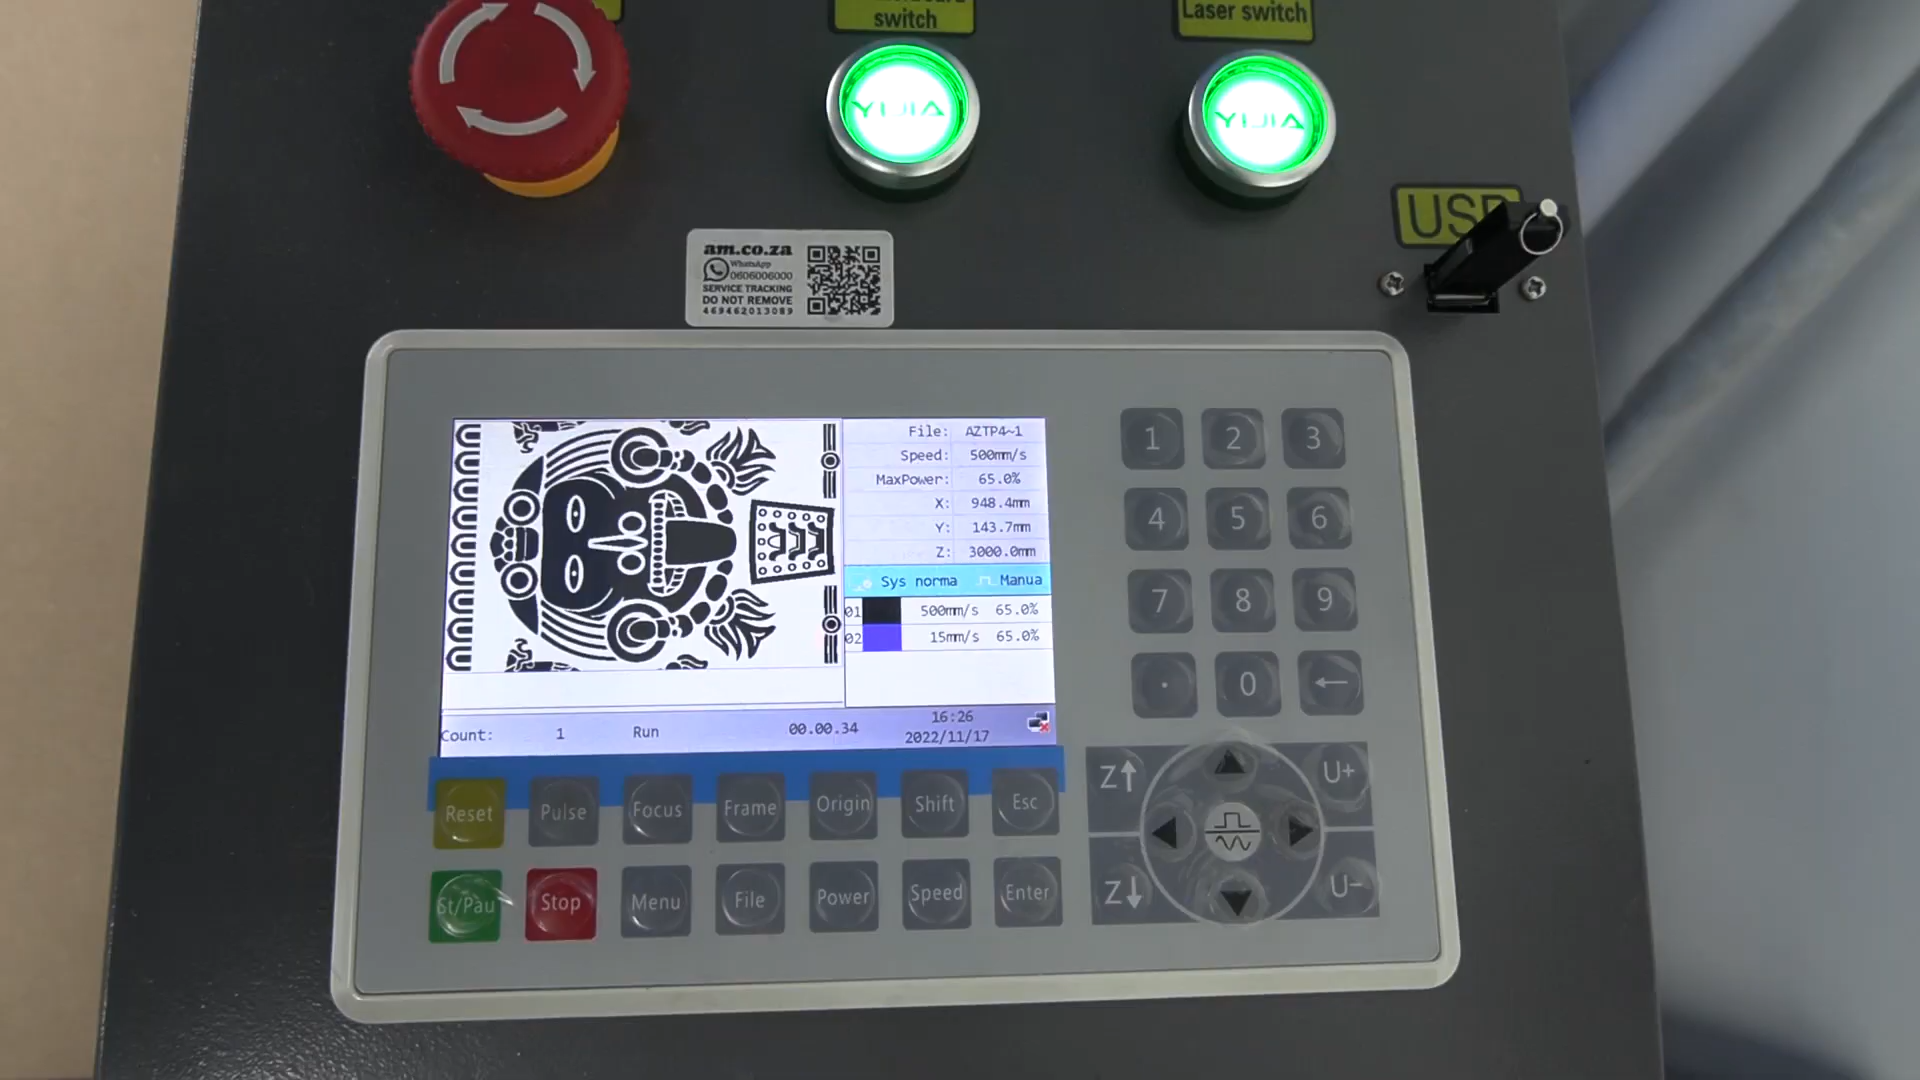 switch
Laser switch
YIJIA
YIJIA
USB
am.co.za
WhatsApp
0606006000
SERVICE TRACKING
DO NOT REMOVE
469462013089
File: AZTP4~1
Speed: 500mm/s
MaxPower: 65.0%
X: 948.4mm
Y: 143.7mm
Z: 3000.0mm
Sys norma Manua
01 500mm/s 65.0%
02 15mm/s 65.0%
Count: 1 Run 00.00.34 16:26
2022/11/17
1 2 3
4 5 6
7 8 9
. 0 ←
Z↑ U+
Z↓ U-
Reset Pulse Focus Frame Origin Shift Esc
St/Pau Stop Menu File Power Speed Enter